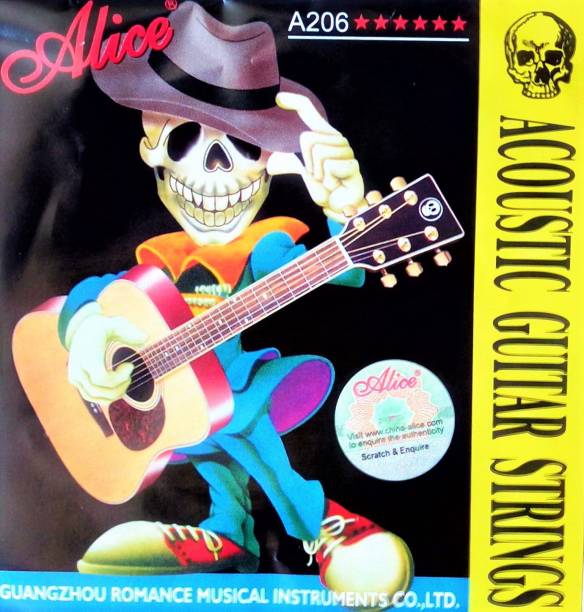 Alice®
A206 ★★★★★★
ACOUSTIC GUITAR STRINGS
Alice®
Visit www.china-alice.com
to enquire the authenticity
Scratch & Enquire
GUANGZHOU ROMANCE MUSICAL INSTRUMENTS CO.,LTD.